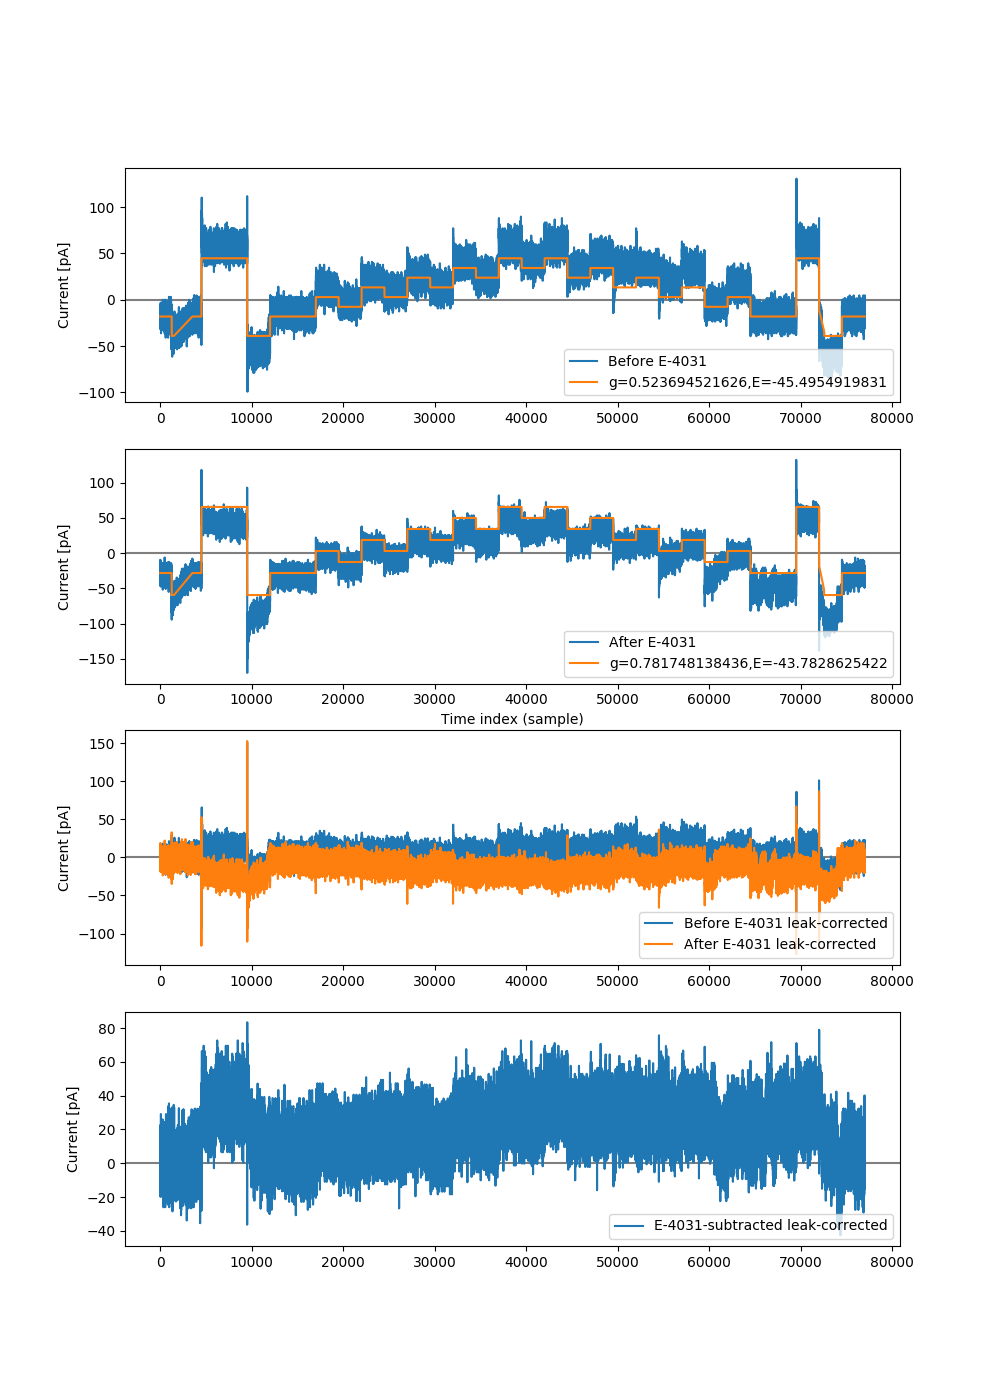 100
50
0
−50
−100
Current [pA]
Before E-4031
g=0.523694521626,E=-45.4954919831
0 10000 20000 30000 40000 50000 60000 70000 80000
100
50
0
−50
−100
−150
Current [pA]
After E-4031
g=0.781748138436,E=-43.7828625422
0 10000 20000 30000 40000 50000 60000 70000 80000
Time index (sample)
150
100
50
0
−50
−100
Current [pA]
Before E-4031 leak-corrected
After E-4031 leak-corrected
0 10000 20000 30000 40000 50000 60000 70000 80000
80
60
40
20
0
−20
−40
Current [pA]
E-4031-subtracted leak-corrected
0 10000 20000 30000 40000 50000 60000 70000 80000